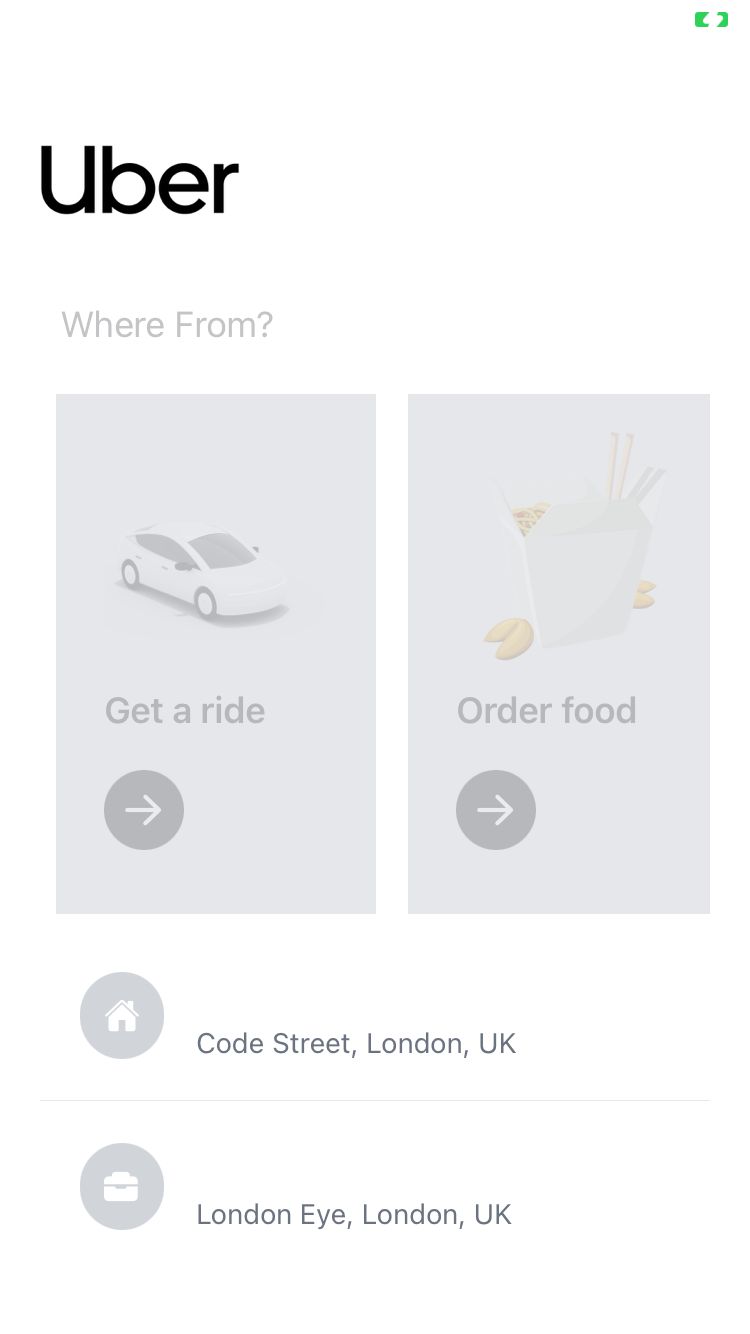 Uber
Where From?
Get a ride
Order food
Code Street, London, UK
London Eye, London, UK